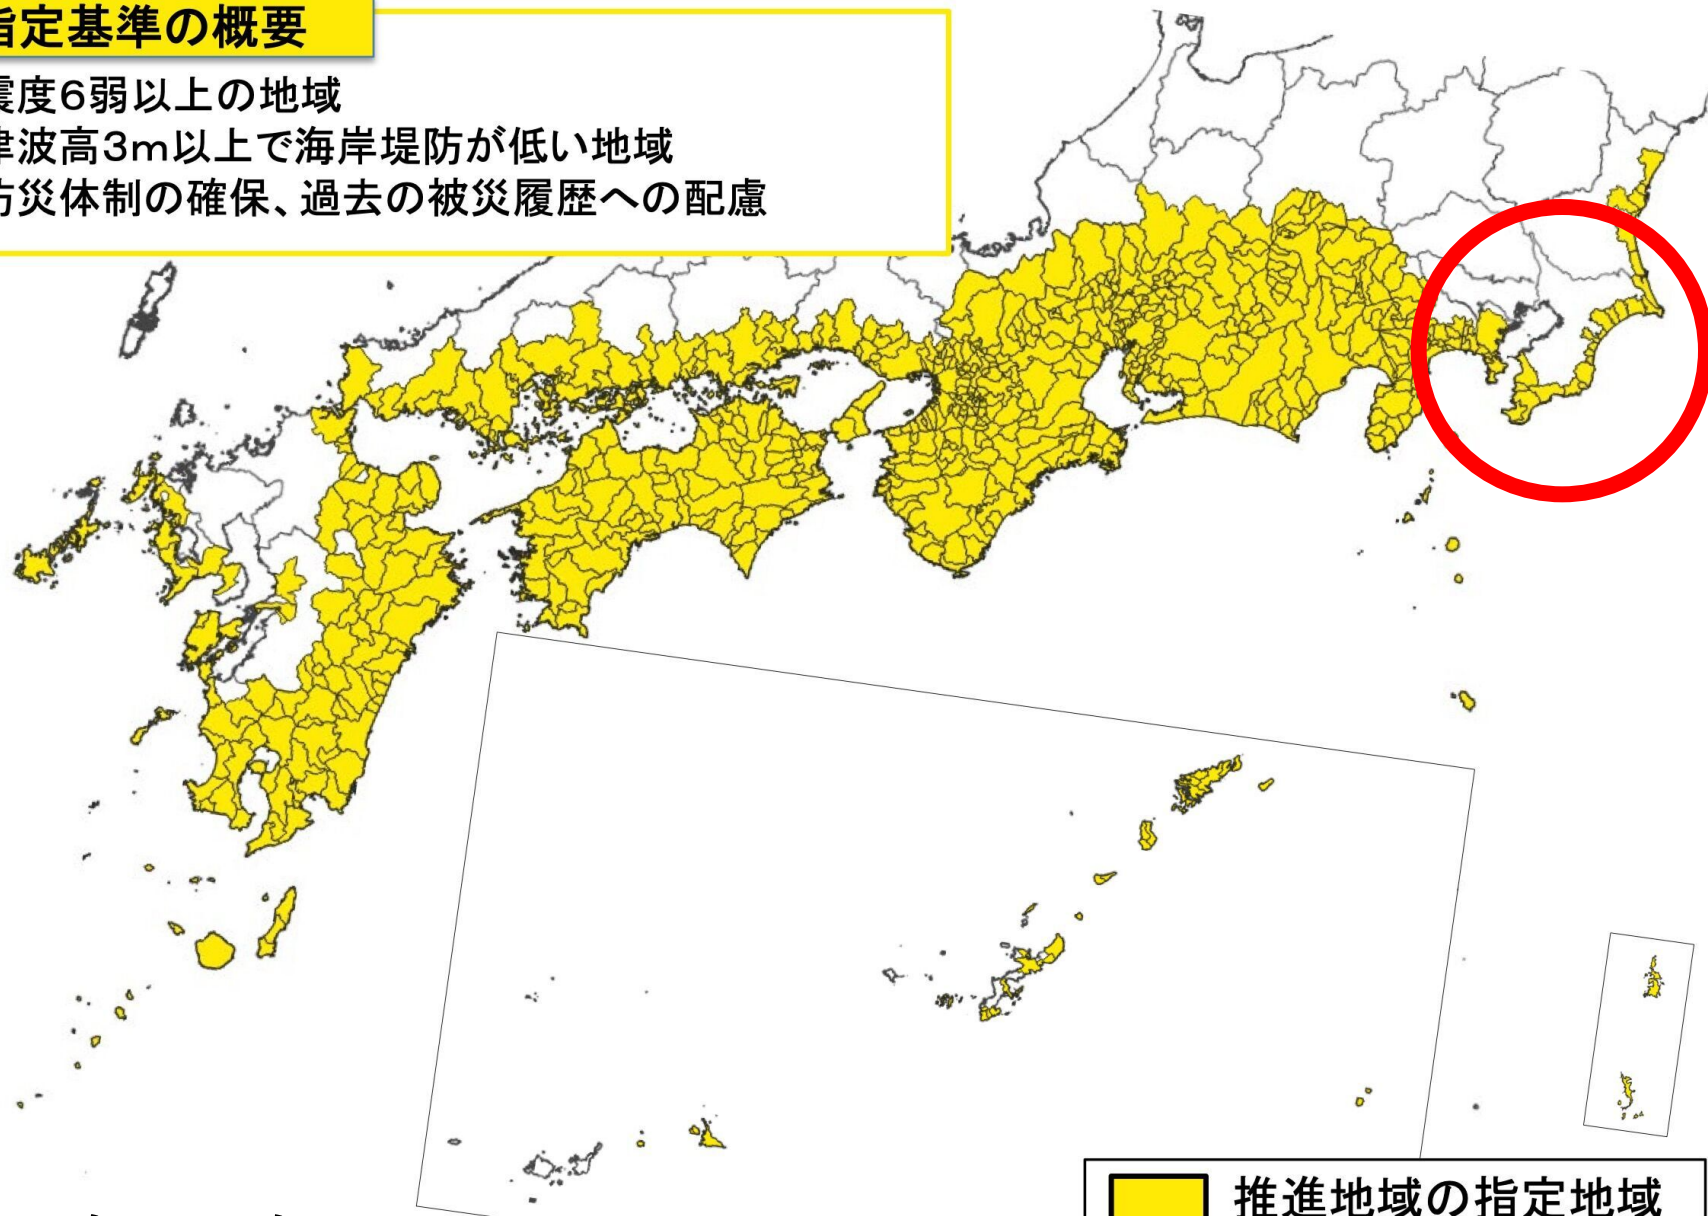 指定基準の概要
震度6弱以上の地域
津波高3m以上で海岸堤防が低い地域
防災体制の確保、過去の被災履歴への配慮
推進地域の指定地域